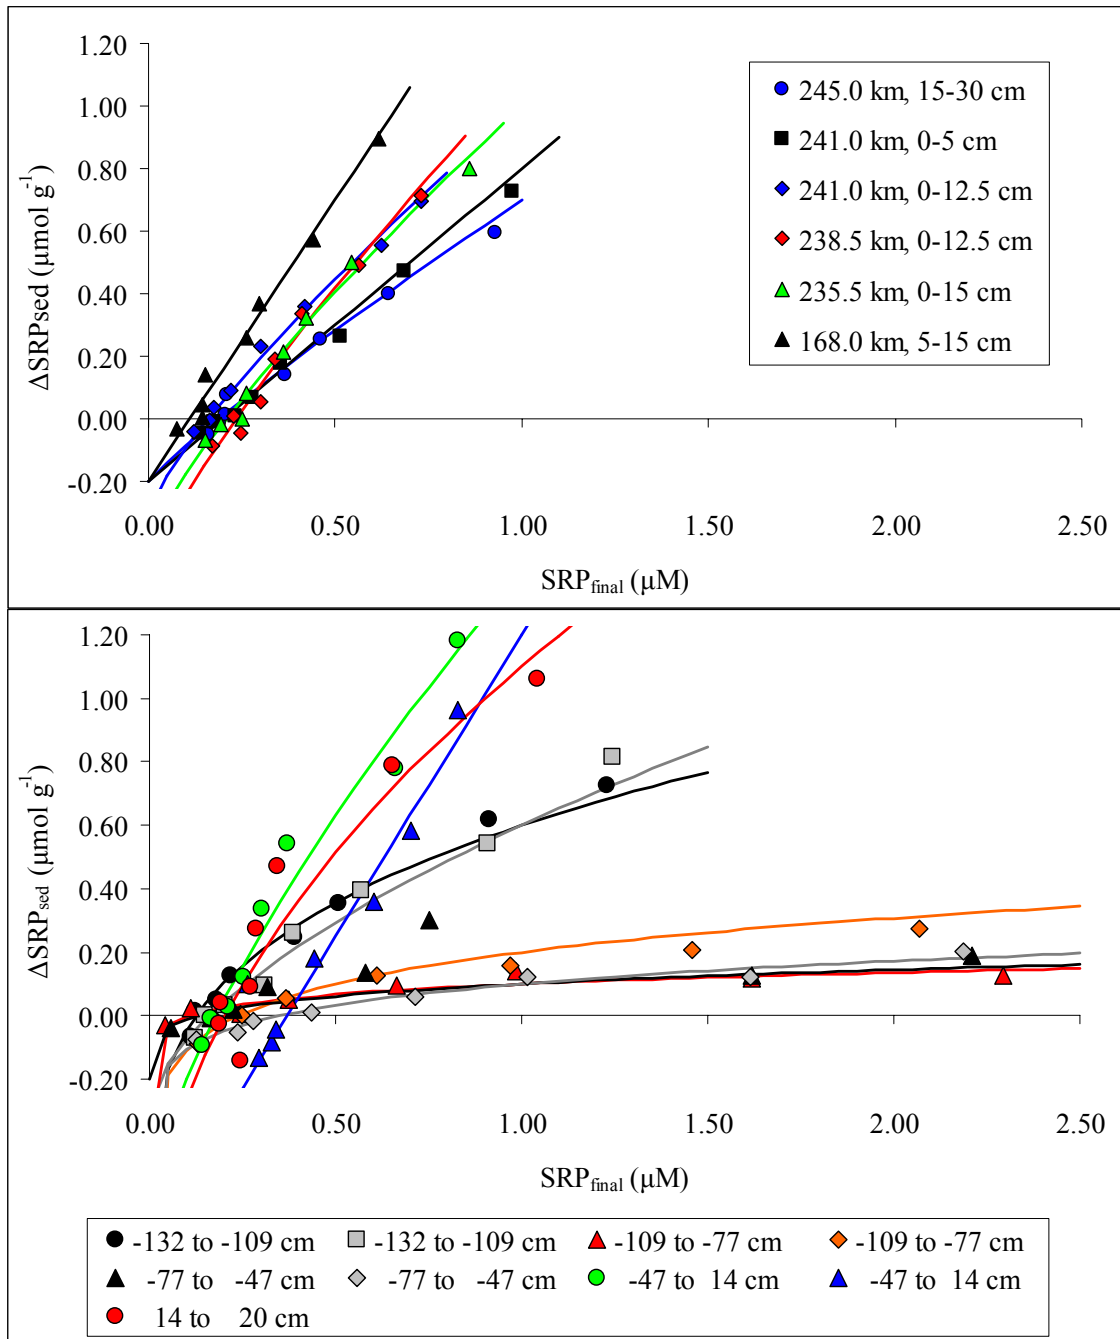 1.20
1.00
0.80
0.60
0.40
0.20
0.00
-0.20
ΔSRPsed (μmol g⁻¹)
245.0 km, 15-30 cm
241.0 km, 0-5 cm
241.0 km, 0-12.5 cm
238.5 km, 0-12.5 cm
235.5 km, 0-15 cm
168.0 km, 5-15 cm
0.00 0.50 1.00 1.50 2.00 2.50
SRPfinal (μM)
1.20
1.00
0.80
0.60
0.40
0.20
0.00
-0.20
ΔSRPsed (μmol g⁻¹)
0.00 0.50 1.00 1.50 2.00 2.50
SRPfinal (μM)
-132 to -109 cm -132 to -109 cm -109 to -77 cm -109 to -77 cm
-77 to -47 cm -77 to -47 cm -47 to 14 cm -47 to 14 cm
14 to 20 cm